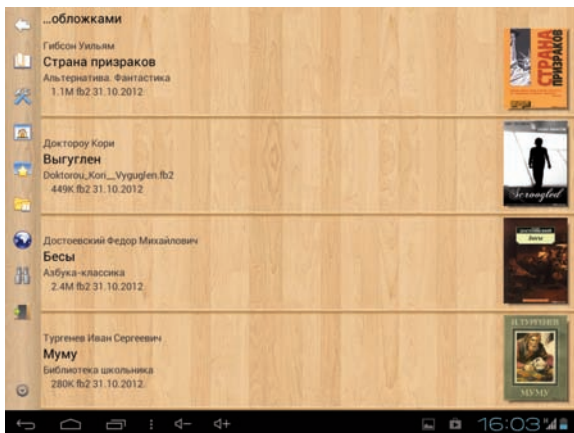 ...обложками
Гибсон Уильям
Страна призраков
Альтернатива. Фантастика
1.1M fb2 31.10.2012
СТРАНА
ПРИЗРАКОВ
Доктороу Кори
Выгуглен
Doktorou_Kori__Vyguglen.fb2
449K fb2 31.10.2012
Scroogled
Достоевский Федор Михайлович
Бесы
Азбука-классика
2.4M fb2 31.10.2012
Бесы
Тургенев Иван Сергеевич
Муму
Библиотека школьника
280K fb2 31.10.2012
И.ТУРГЕНЕВ
МУМУ
16:03